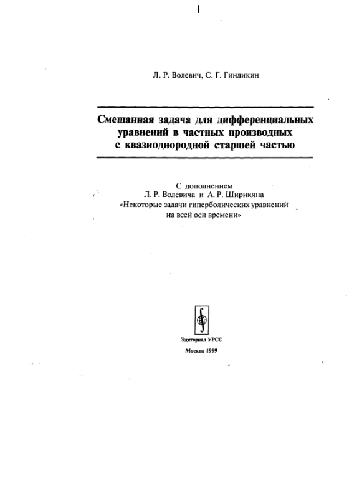 Л. Р. Волевич, С. Г. Гиндикин
Смешанная задача для дифференциальных
уравнений в частных производных
с квазиоднородной старшей частью
С дополнением
Л. Р. Волевича и А. Р. Ширикяна
«Некоторые задачи гиперболических уравнений
на всей оси времени»
Эдиториал УРСС
Москва 1999